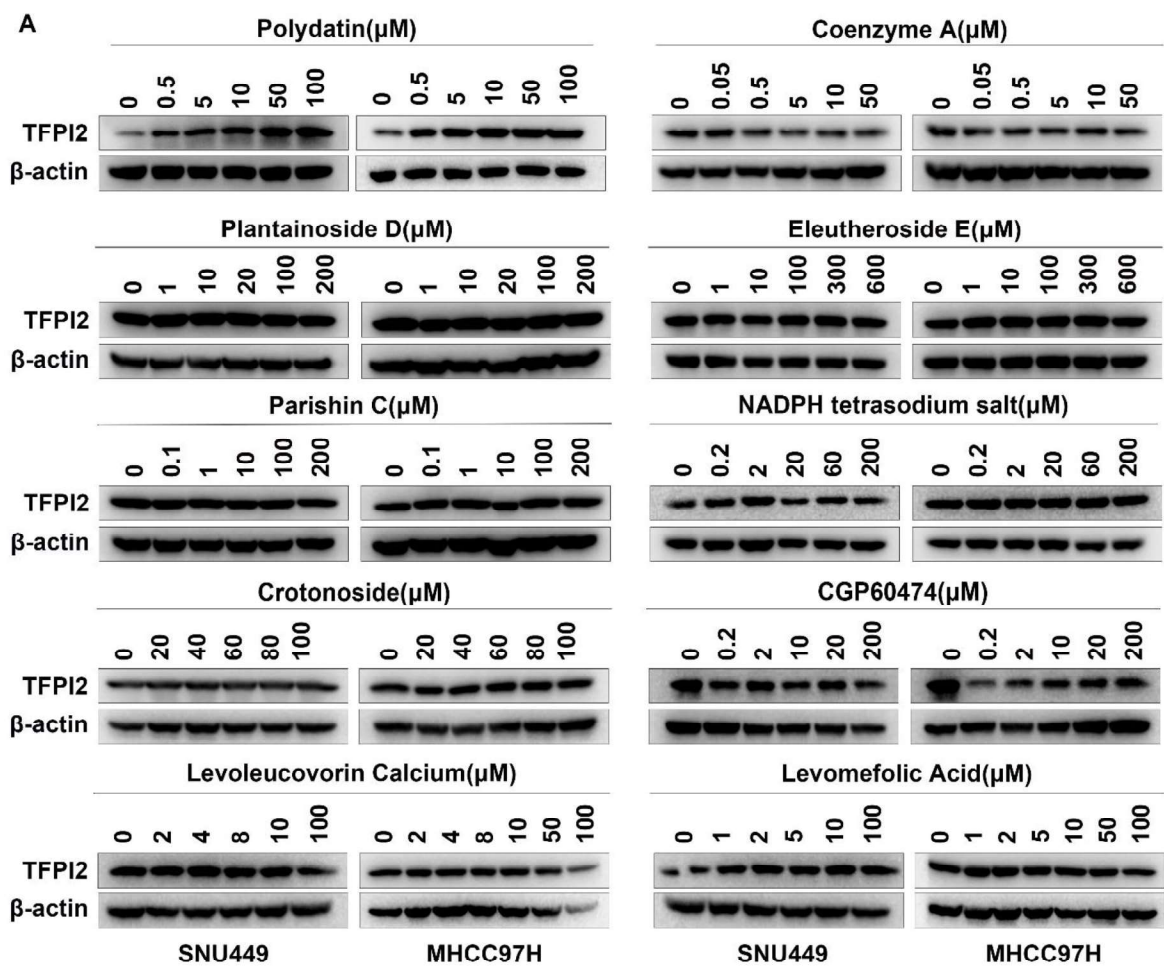 A
Polydatin(μM)
Coenzyme A(μM)
0 0.5 5 10 50 100 0 0.5 5 10 50 100
0 0.05 0.5 5 10 50 0 0.05 0.5 5 10 50
TFPI2
β-actin
Plantainoside D(μM)
Eleutheroside E(μM)
0 1 10 20 100 200 0 1 10 20 100 200
0 1 10 100 300 600 0 1 10 100 300 600
TFPI2
β-actin
Parishin C(μM)
NADPH tetrasodium salt(μM)
0 0.1 1 10 100 200 0 0.1 1 10 100 200
0 0.2 2 20 60 200 0 0.2 2 20 60 200
TFPI2
β-actin
Crotonoside(μM)
CGP60474(μM)
0 20 40 60 80 100 0 20 40 60 80 100
0 0.2 2 10 20 200 0 0.2 2 10 20 200
TFPI2
β-actin
Levoleucovorin Calcium(μM)
Levomefolic Acid(μM)
0 2 4 8 10 100 0 2 4 8 10 50 100
0 1 2 5 10 100 0 1 2 5 10 50 100
TFPI2
β-actin
SNU449 MHCC97H
SNU449 MHCC97H